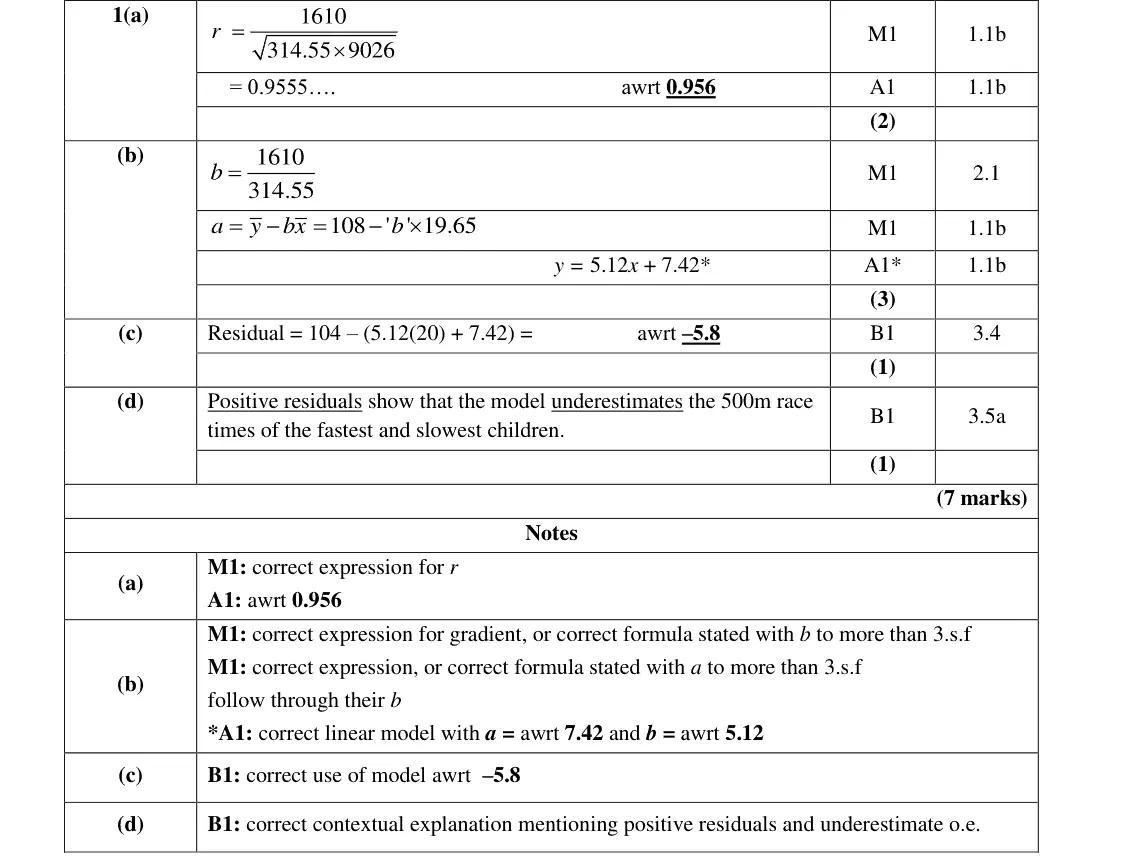 1(a) r = 1610 / √(314.55 × 9026) M1 1.1b
= 0.9555…. awrt 0.956 A1 1.1b
(2)
(b) b = 1610 / 314.55 M1 2.1
a = y̅ − bx̅ = 108 − 'b'×19.65 M1 1.1b
y = 5.12x + 7.42* A1* 1.1b
(3)
(c) Residual = 104 – (5.12(20) + 7.42) = awrt –5.8 B1 3.4
(1)
(d) Positive residuals show that the model underestimates the 500m race
times of the fastest and slowest children. B1 3.5a
(1)
(7 marks)
Notes
(a) M1: correct expression for r
A1: awrt 0.956
(b) M1: correct expression for gradient, or correct formula stated with b to more than 3.s.f
M1: correct expression, or correct formula stated with a to more than 3.s.f
follow through their b
*A1: correct linear model with a = awrt 7.42 and b = awrt 5.12
(c) B1: correct use of model awrt –5.8
(d) B1: correct contextual explanation mentioning positive residuals and underestimate o.e.